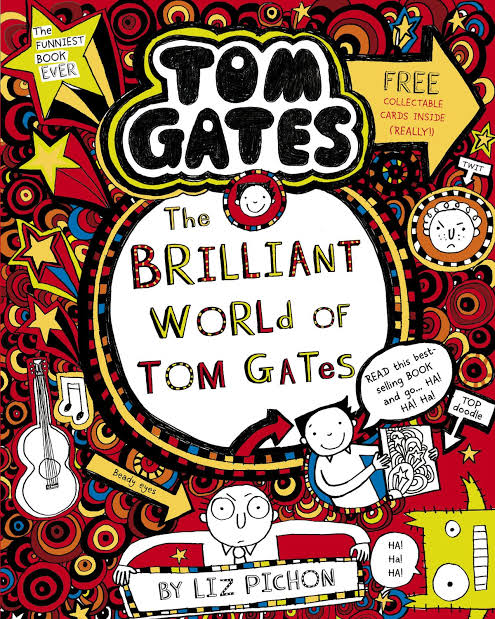 The
FUNNIEST
BOOK
EVER
TOM
GATES
FREE
COLLECTABLE
CARDS INSIDE
(REALLY!)
TWIT
The
BRILLIANT
WORLd OF
TOM GATes
READ this best-
selling BOOK
and go... HA!
HA! Ha!
TOP
doodle
Beady eyes
HA!
Ha!
HA!
BY LIZ PICHON